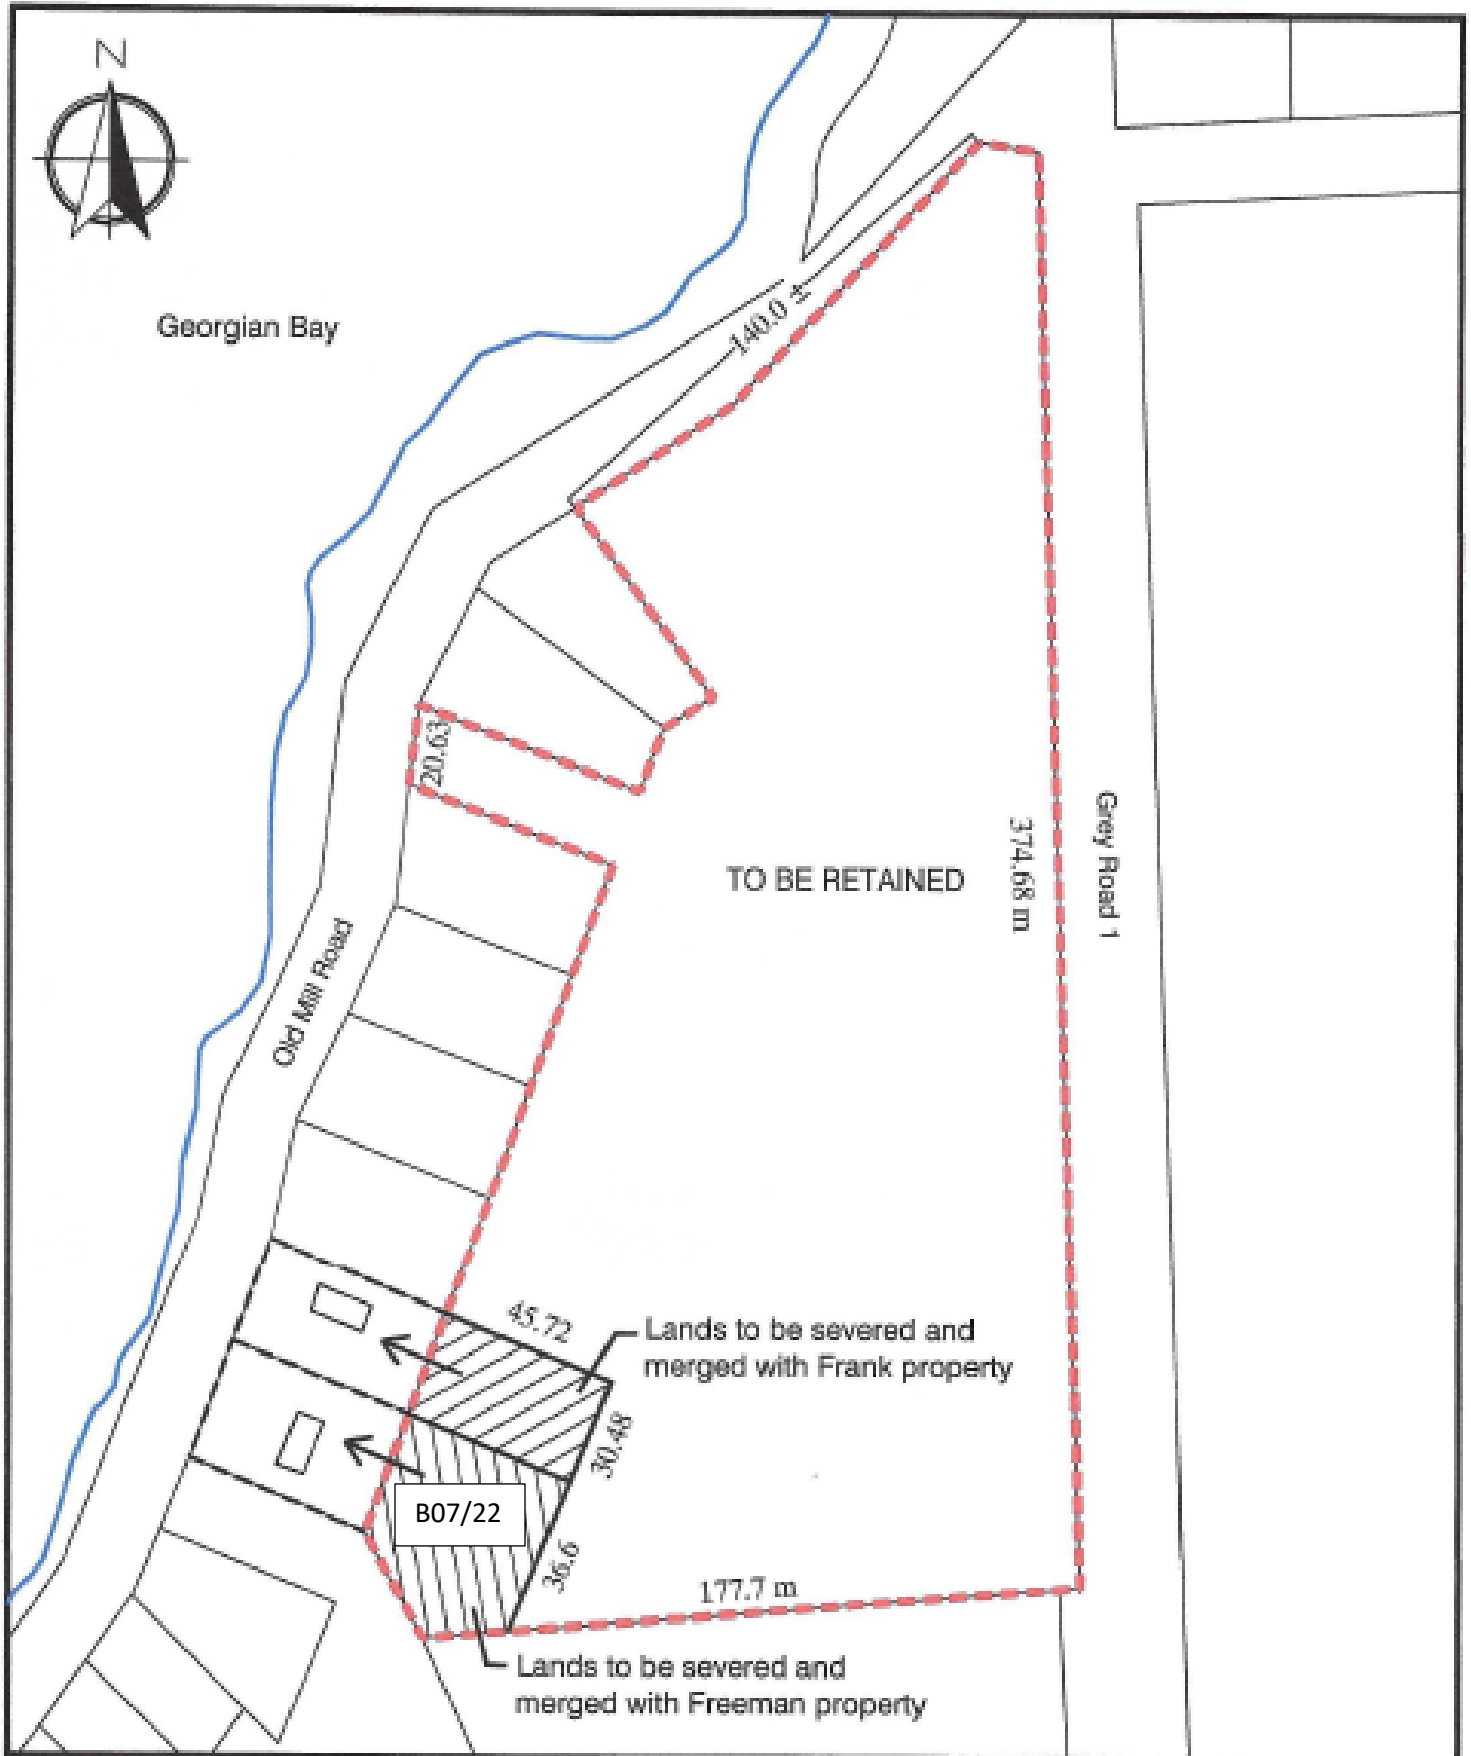 N
Georgian Bay
140.0 ±
20.63
TO BE RETAINED
374.68 m
Grey Road 1
Old Mill Road
45.72
Lands to be severed and
merged with Frank property
30.48
B07/22
36.6
177.7 m
Lands to be severed and
merged with Freeman property